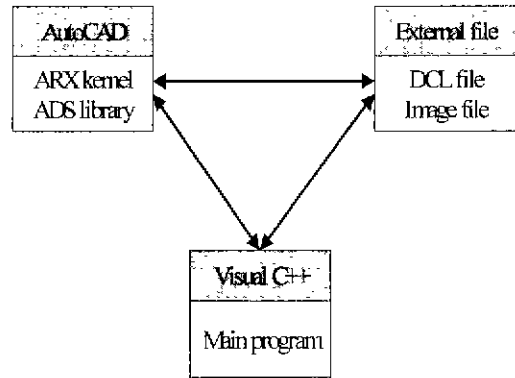 AutoCAD
ARX kernel
ADS library
External file
DCL file
Image file
Visual C++
Main program